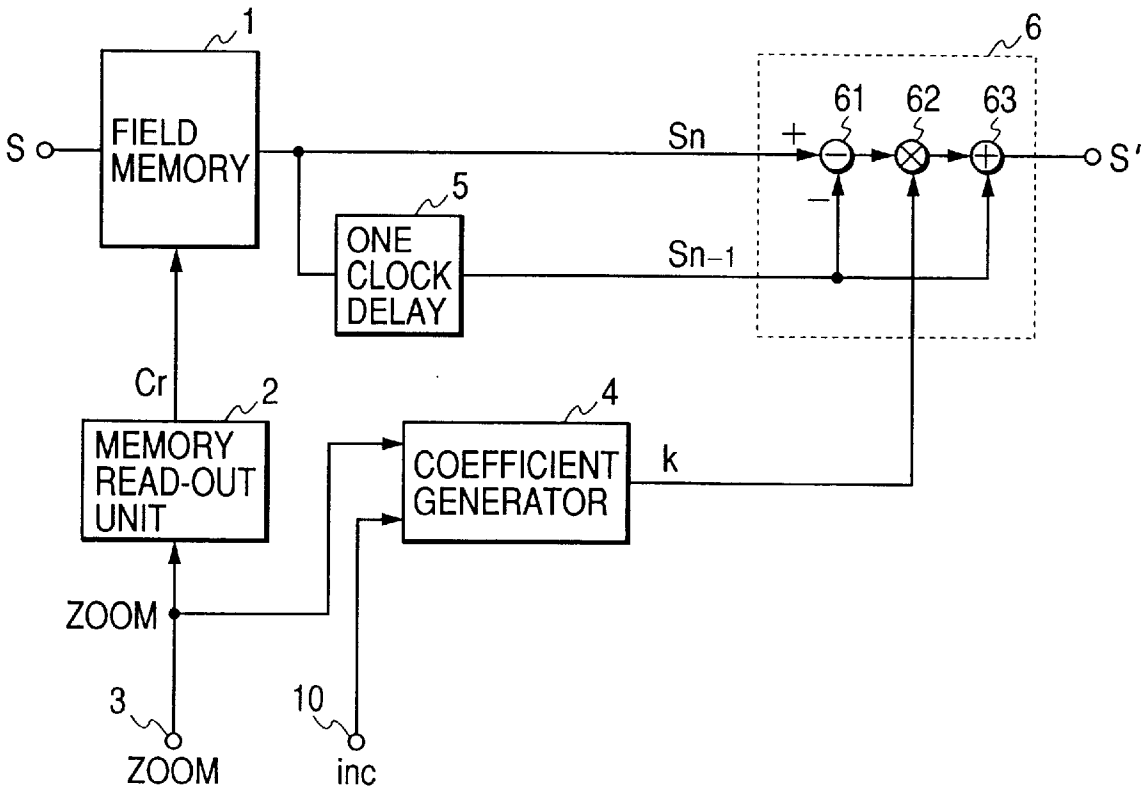 1
6
61
62
63
S
FIELD
MEMORY
Sn
+
−
×
+
S'
−
5
ONE
CLOCK
DELAY
Sn−1
Cr
2
4
MEMORY
READ-OUT
UNIT
COEFFICIENT
GENERATOR
k
ZOOM
3
10
ZOOM
inc